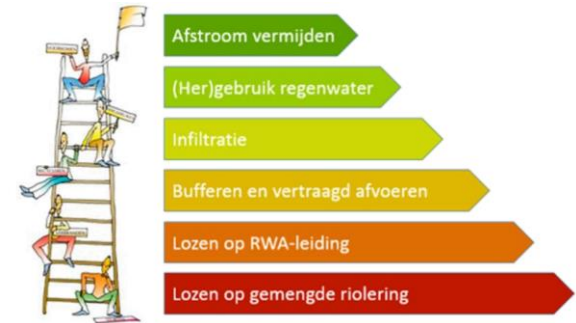 Afstroom vermijden
(Her)gebruik regenwater
Infiltratie
Bufferen en vertraagd afvoeren
Lozen op RWA-leiding
Lozen op gemengde riolering